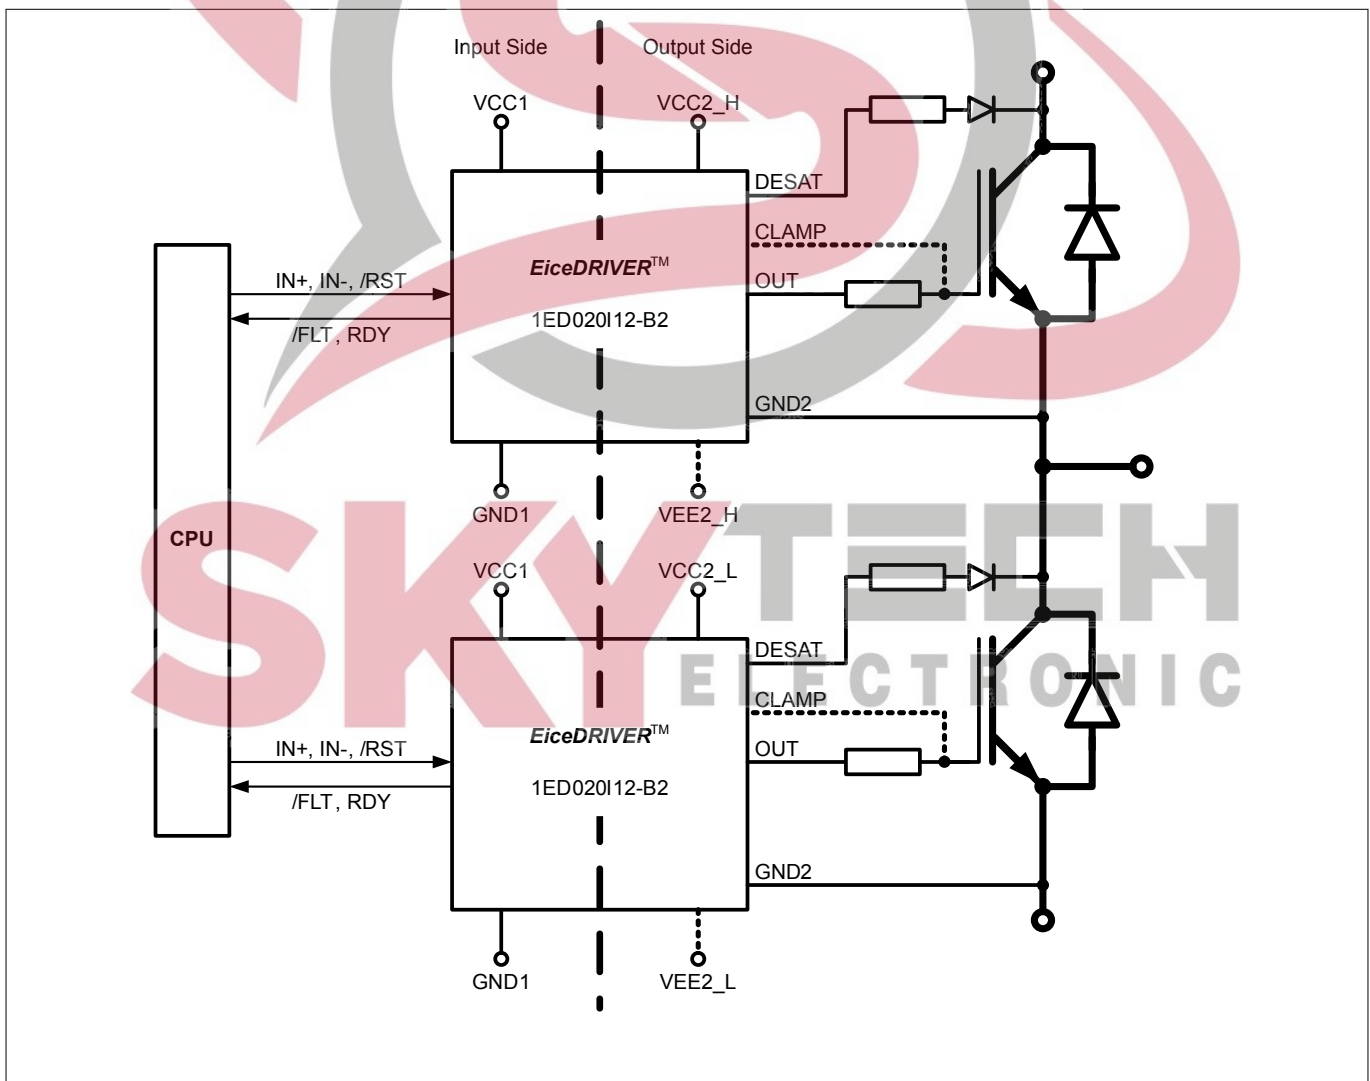 Input Side
Output Side
VCC1
VCC2_H
DESAT
CLAMP
EiceDRIVER™
OUT
IN+, IN-, /RST
1ED020I12-B2
/FLT, RDY
GND2
GND1
VEE2_H
CPU
VCC1
VCC2_L
DESAT
CLAMP
EiceDRIVER™
OUT
IN+, IN-, /RST
1ED020I12-B2
/FLT, RDY
GND2
GND1
VEE2_L
SKYTECH
ELECTRONIC